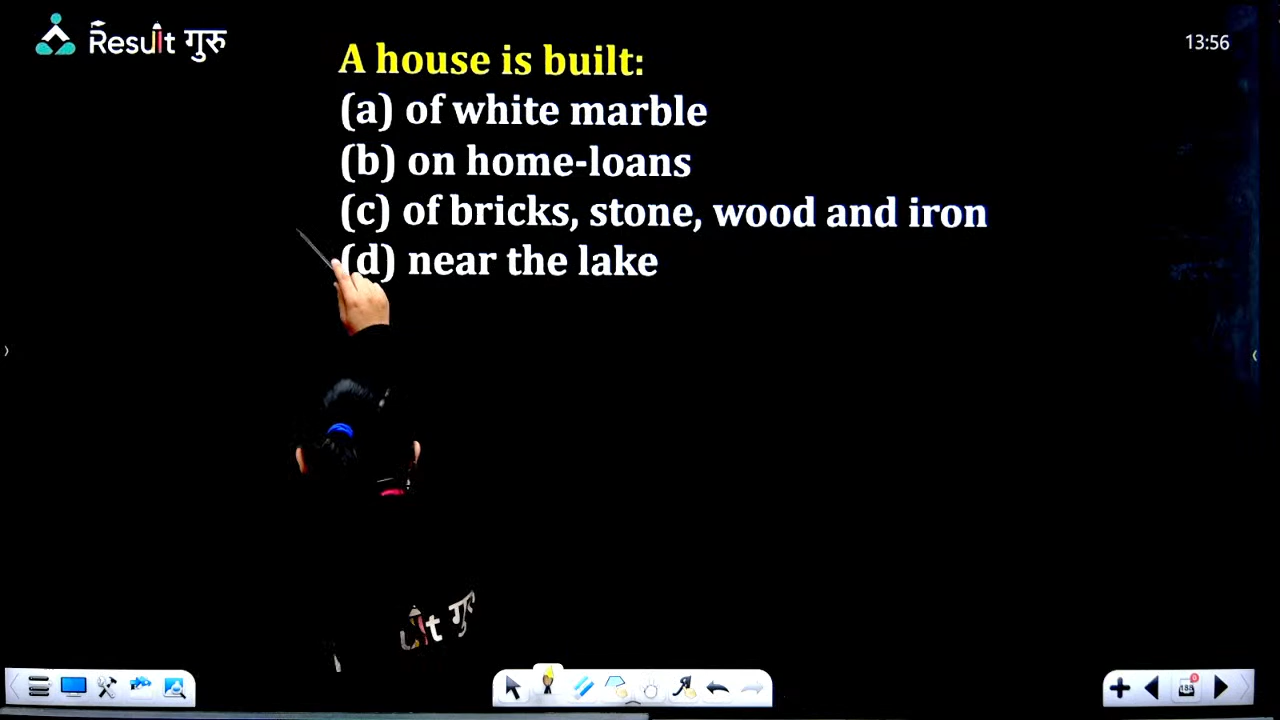 Result गुरु
13:56
A house is built:
(a) of white marble
(b) on home-loans
(c) of bricks, stone, wood and iron
(d) near the lake